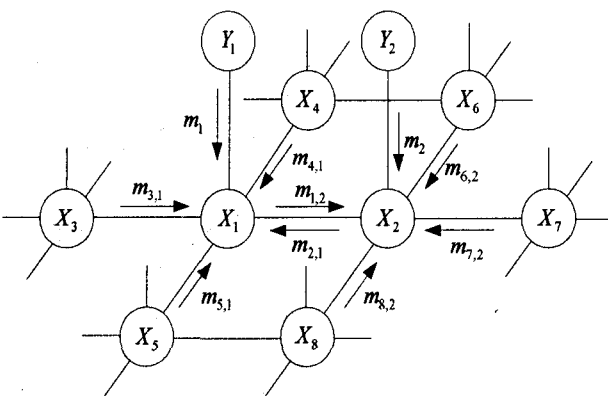 Y₁ Y₂
X₄ X₆
m₁ m₂
m₄,₁ m₆,₂
m₃,₁ m₁,₂
X₃ X₁ X₂ X₇
m₂,₁ m₇,₂
m₅,₁ m₈,₂
X₅ X₈